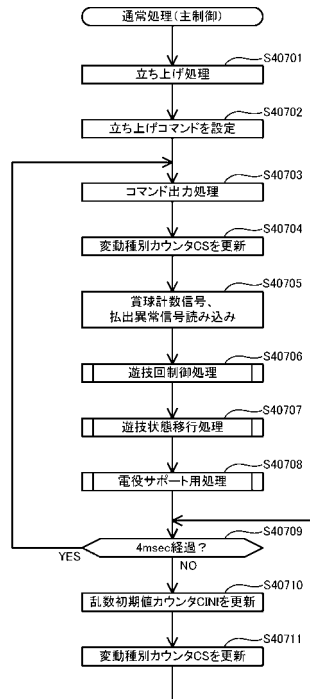 通常処理(主制御)
S40701
立ち上げ処理
S40702
立ち上げコマンドを設定
S40703
コマンド出力処理
S40704
変動種別カウンタCSを更新
S40705
賞球計数信号、
払出異常信号読み込み
S40706
遊技回制御処理
S40707
遊技状態移行処理
S40708
電役サポート用処理
S40709
4msec経過?
YES
NO
S40710
乱数初期値カウンタCINIを更新
S40711
変動種別カウンタCSを更新